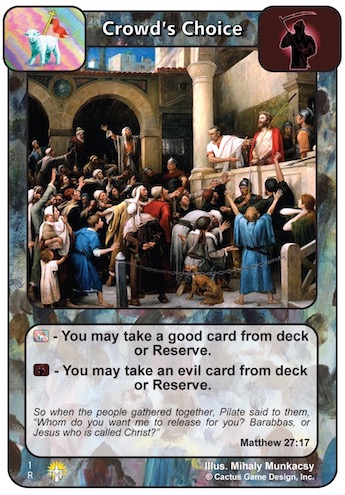 Crowd's Choice
- You may take a good card from deck
or Reserve.
- You may take an evil card from deck
or Reserve.
So when the people gathered together, Pilate said to them,
"Whom do you want me to release for you? Barabbas, or
Jesus who is called Christ?"
Matthew 27:17
1
R
Illus. Mihaly Munkacsy
© Cactus Game Design, Inc.